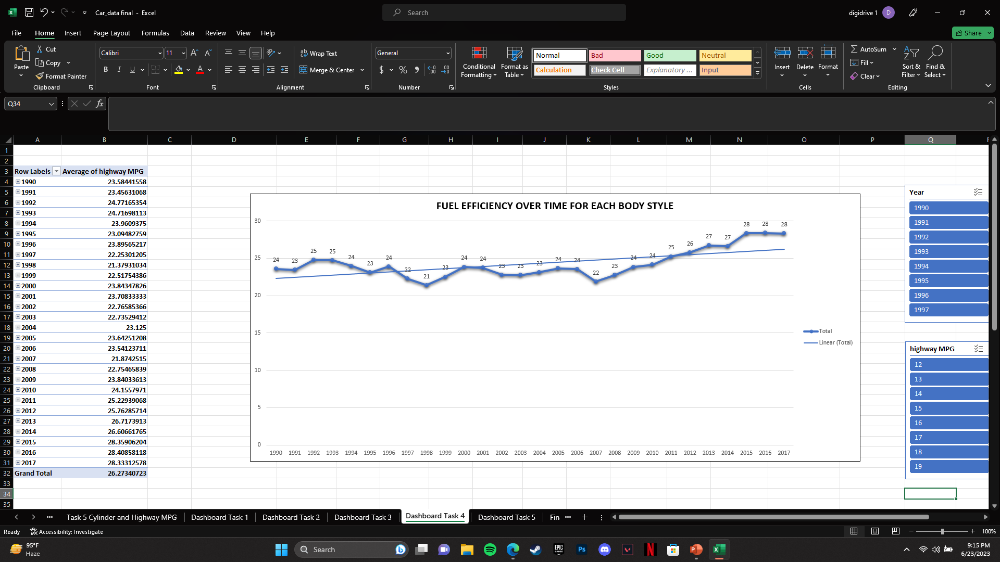 Car_data final - Excel
Search
digidrive 1
D
File Home Insert Page Layout Formulas Data Review View Help
Share
Paste
Cut
Copy
Format Painter
Clipboard
Calibri
11
B I U
Font
Wrap Text
Merge & Center
Alignment
General
$ % 9
Number
Conditional Formatting
Format as Table
Normal Bad Good Neutral
Calculation Check Cell Explanatory ... Input
Styles
Insert Delete Format
Cells
AutoSum
Fill
Clear
Sort & Filter
Find & Select
Editing
Q34
fx
A B C D E F G H I J K L M N O P Q
1
2
3 Row Labels Average of highway MPG
4 1990 23.58441558
5 1991 23.45631068
6 1992 24.77165354
7 1993 24.71698113
8 1994 23.9609375
9 1995 23.09482759
10 1996 23.89565217
11 1997 22.25301205
12 1998 21.37931034
13 1999 22.51754386
14 2000 23.84347826
15 2001 23.70833333
16 2002 22.76585366
17 2003 22.73529412
18 2004 23.125
19 2005 23.64251208
20 2006 23.54123711
21 2007 21.8742515
22 2008 22.75465839
23 2009 23.84033613
24 2010 24.1557971
25 2011 25.22939068
26 2012 25.76285714
27 2013 26.7173913
28 2014 26.60661765
29 2015 28.35906204
30 2016 28.40858118
31 2017 28.33312578
32 Grand Total 26.27340723
33
34
35
FUEL EFFICIENCY OVER TIME FOR EACH BODY STYLE
30
25
20
15
10
5
0
24 23 25 25 24 23 24 22 21 23 24 24 23 23 23 24 24 22 23 24 24 25 26 27 27 28 28 28
1990 1991 1992 1993 1994 1995 1996 1997 1998 1999 2000 2001 2002 2003 2004 2005 2006 2007 2008 2009 2010 2011 2012 2013 2014 2015 2016 2017
Total
Linear (Total)
Year
1990
1991
1992
1993
1994
1995
1996
1997
highway MPG
12
13
14
15
16
17
18
19
Task 5 Cylinder and Highway MPG Dashboard Task 1 Dashboard Task 2 Dashboard Task 3 Dashboard Task 4 Dashboard Task 5 Fin ...
Ready Accessibility: Investigate
100%
95°F
Haze
Search
EPIC GAMES
Ps
9:15 PM
6/23/2023